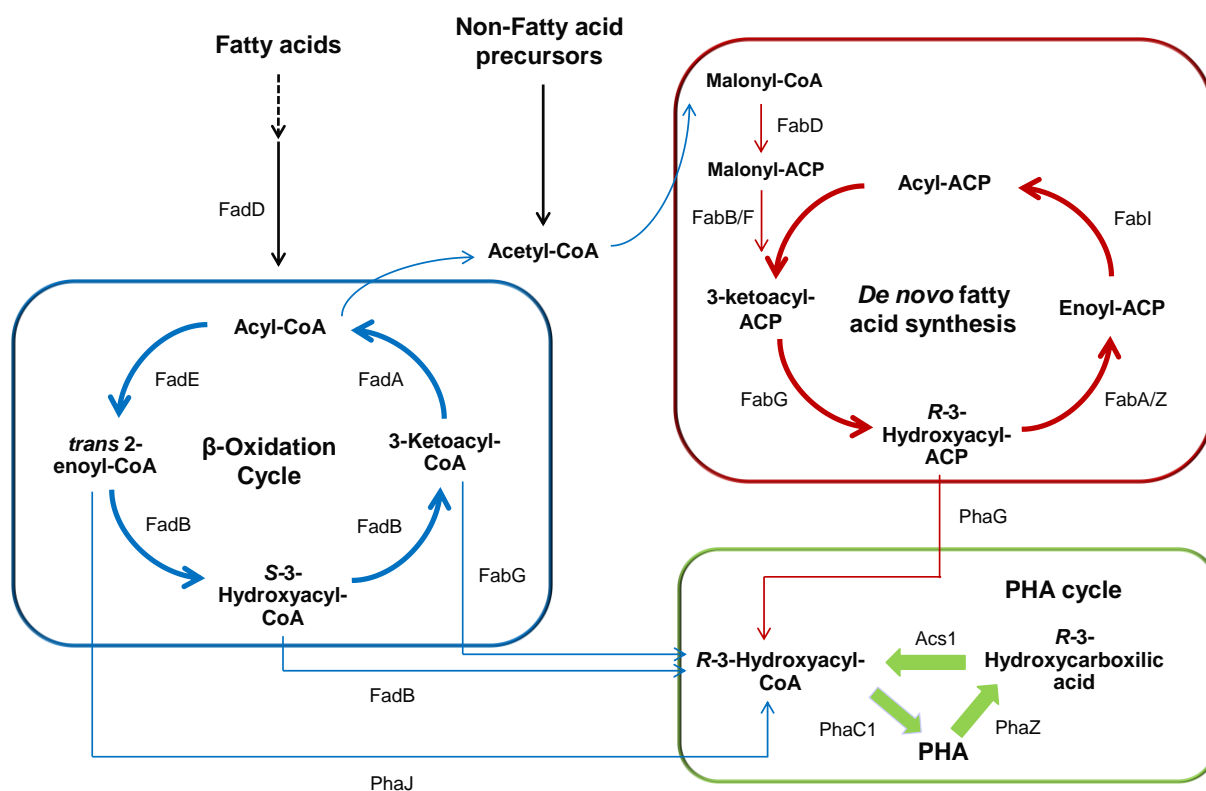 Fatty acids
Non-Fatty acid
precursors
FadD
Acetyl-CoA
Malonyl-CoA
FabD
Malonyl-ACP
FabB/F
Acyl-ACP
FabI
3-ketoacyl-
ACP
De novo fatty
acid synthesis
Enoyl-ACP
FabG
R-3-
Hydroxyacyl-
ACP
FabA/Z
Acyl-CoA
FadE
FadA
trans 2-
enoyl-CoA
β-Oxidation
Cycle
3-Ketoacyl-
CoA
FadB
FadB
S-3-
Hydroxyacyl-
CoA
FabG
PhaG
FadB
PhaJ
PHA cycle
R-3-Hydroxyacyl-
CoA
Acs1
R-3-
Hydroxycarboxilic
acid
PhaC1
PhaZ
PHA